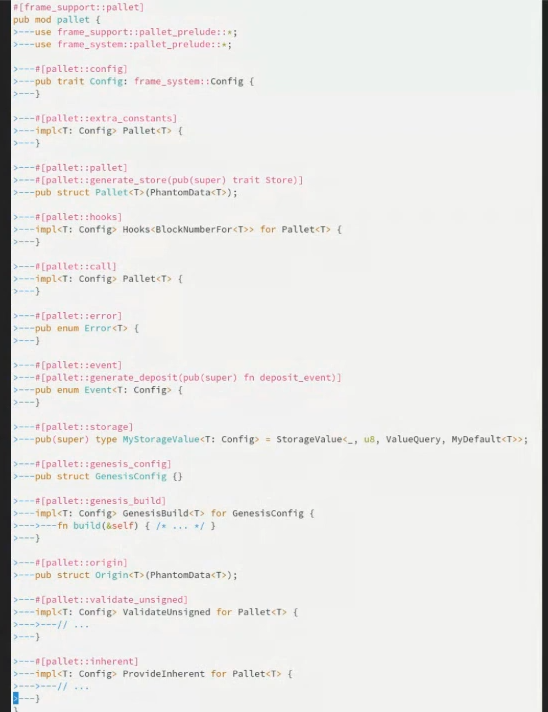 #[frame_support::pallet]
pub mod pallet {
>---use frame_support::pallet_prelude::*;
>---use frame_system::pallet_prelude::*;
>---#[pallet::config]
>---pub trait Config: frame_system::Config {
>---}
>---#[pallet::extra_constants]
>---impl<T: Config> Pallet<T> {
>---}
>---#[pallet::pallet]
>---#[pallet::generate_store(pub(super) trait Store)]
>---pub struct Pallet<T>(PhantomData<T>);
>---#[pallet::hooks]
>---impl<T: Config> Hooks<BlockNumberFor<T>> for Pallet<T> {
>---}
>---#[pallet::call]
>---impl<T: Config> Pallet<T> {
>---}
>---#[pallet::error]
>---pub enum Error<T> {
>---}
>---#[pallet::event]
>---#[pallet::generate_deposit(pub(super) fn deposit_event)]
>---pub enum Event<T: Config> {
>---}
>---#[pallet::storage]
>---pub(super) type MyStorageValue<T: Config> = StorageValue<_, u8, ValueQuery, MyDefault<T>>;
>---#[pallet::genesis_config]
>---pub struct GenesisConfig {}
>---#[pallet::genesis_build]
>---impl<T: Config> GenesisBuild<T> for GenesisConfig {
>--->---fn build(&self) { /* ... */ }
>---}
>---#[pallet::origin]
>---pub struct Origin<T>(PhantomData<T>);
>---#[pallet::validate_unsigned]
>---impl<T: Config> ValidateUnsigned for Pallet<T> {
>--->---// ...
>---}
>---#[pallet::inherent]
>---impl<T: Config> ProvideInherent for Pallet<T> {
>--->---// ...
>---}
}